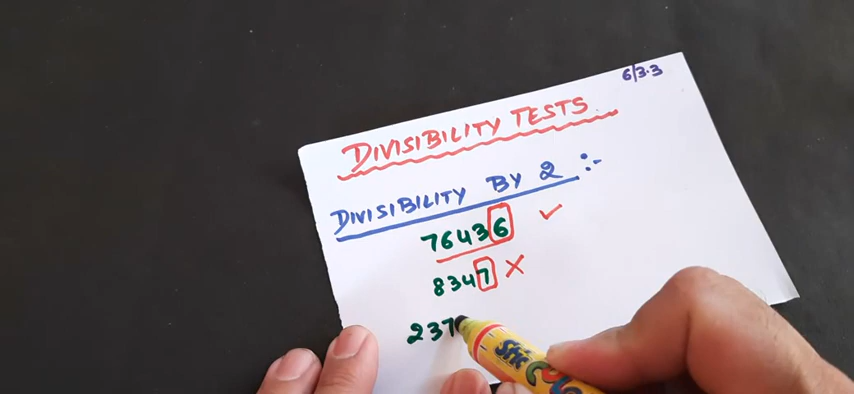 6/3.3
DIVISIBILITY TESTS
DIVISIBILITY BY 2 :-
76436 ✓
8347 ✗
237